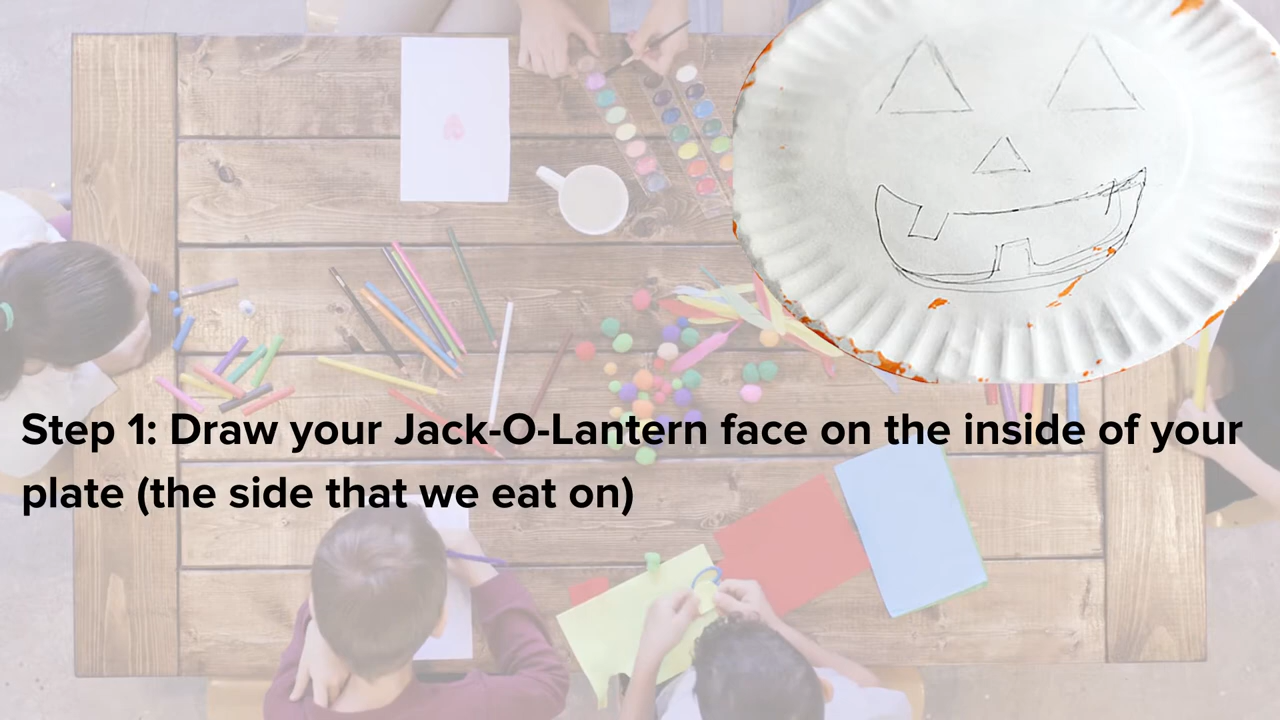 Step 1: Draw your Jack-O-Lantern face on the inside of your
plate (the side that we eat on)